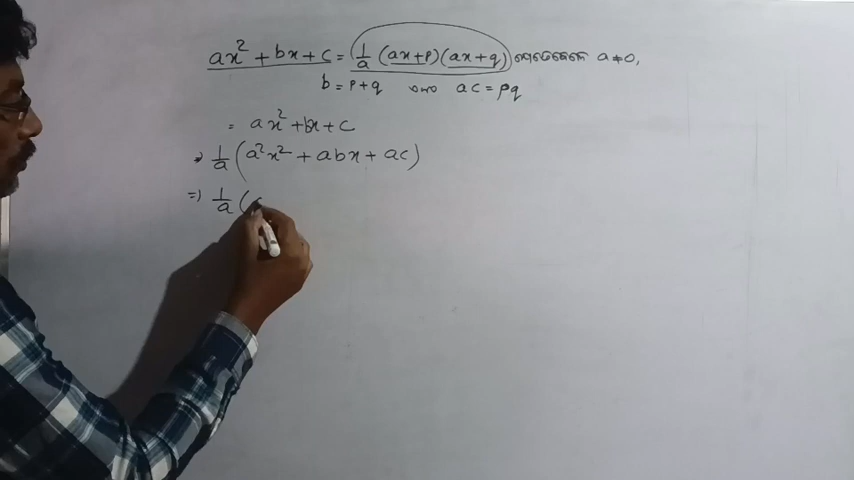 ax² + bx + c = (1/a (ax+p)(ax+q)) ଯେତେବେଳେ a≠0,
b = p+q ଏବଂ ac = pq
= ax² + bx + c
⇒ 1/a (a²x² + abx + ac)
⇒ 1/a (